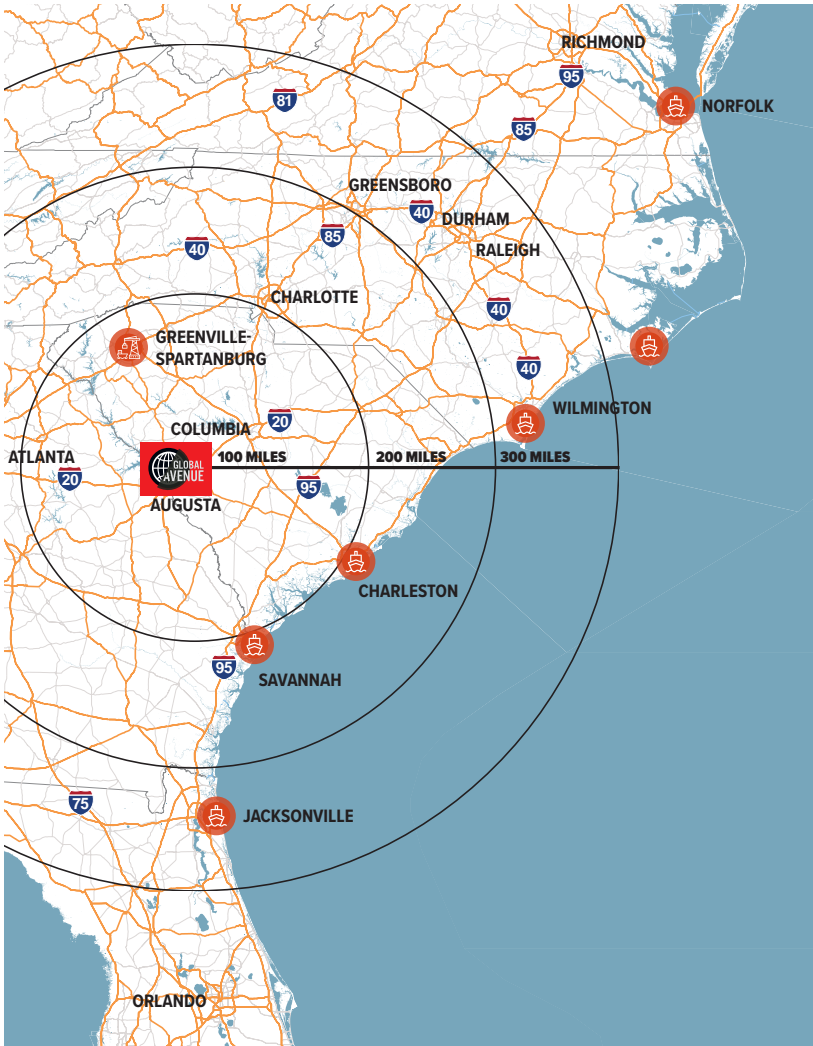 RICHMOND
95
81
NORFOLK
85
GREENSBORO
40
DURHAM
85
40
RALEIGH
CHARLOTTE
40
GREENVILLE-
SPARTANBURG
40
WILMINGTON
20
COLUMBIA
ATLANTA
GLOBAL
AVENUE
100 MILES
200 MILES
300 MILES
20
95
AUGUSTA
CHARLESTON
95
SAVANNAH
75
JACKSONVILLE
ORLANDO